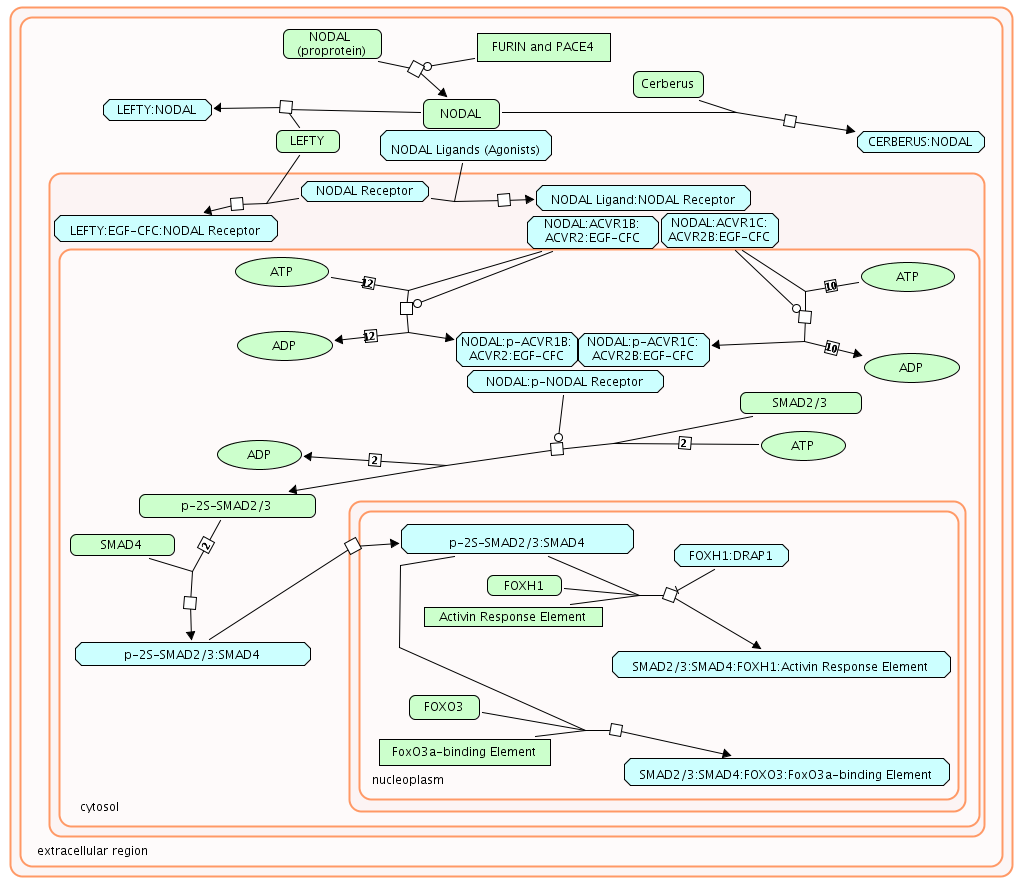 NODAL
(proprotein)
FURIN and PACE4
Cerberus
LEFTY:NODAL
NODAL
LEFTY
NODAL Ligands (Agonists)
CERBERUS:NODAL
NODAL Receptor
NODAL Ligand:NODAL Receptor
LEFTY:EGF-CFC:NODAL Receptor
NODAL:ACVR1B:
ACVR2:EGF-CFC
NODAL:ACVR1C:
ACVR2B:EGF-CFC
ATP
12
10
ATP
ADP
12
NODAL:p-ACVR1B:
ACVR2:EGF-CFC
NODAL:p-ACVR1C:
ACVR2B:EGF-CFC
10
ADP
NODAL:p-NODAL Receptor
SMAD2/3
ADP
2
2
ATP
p-2S-SMAD2/3
SMAD4
2
p-2S-SMAD2/3:SMAD4
FOXH1:DRAP1
FOXH1
Activin Response Element
p-2S-SMAD2/3:SMAD4
SMAD2/3:SMAD4:FOXH1:Activin Response Element
FOXO3
FoxO3a-binding Element
SMAD2/3:SMAD4:FOXO3:FoxO3a-binding Element
nucleoplasm
cytosol
extracellular region